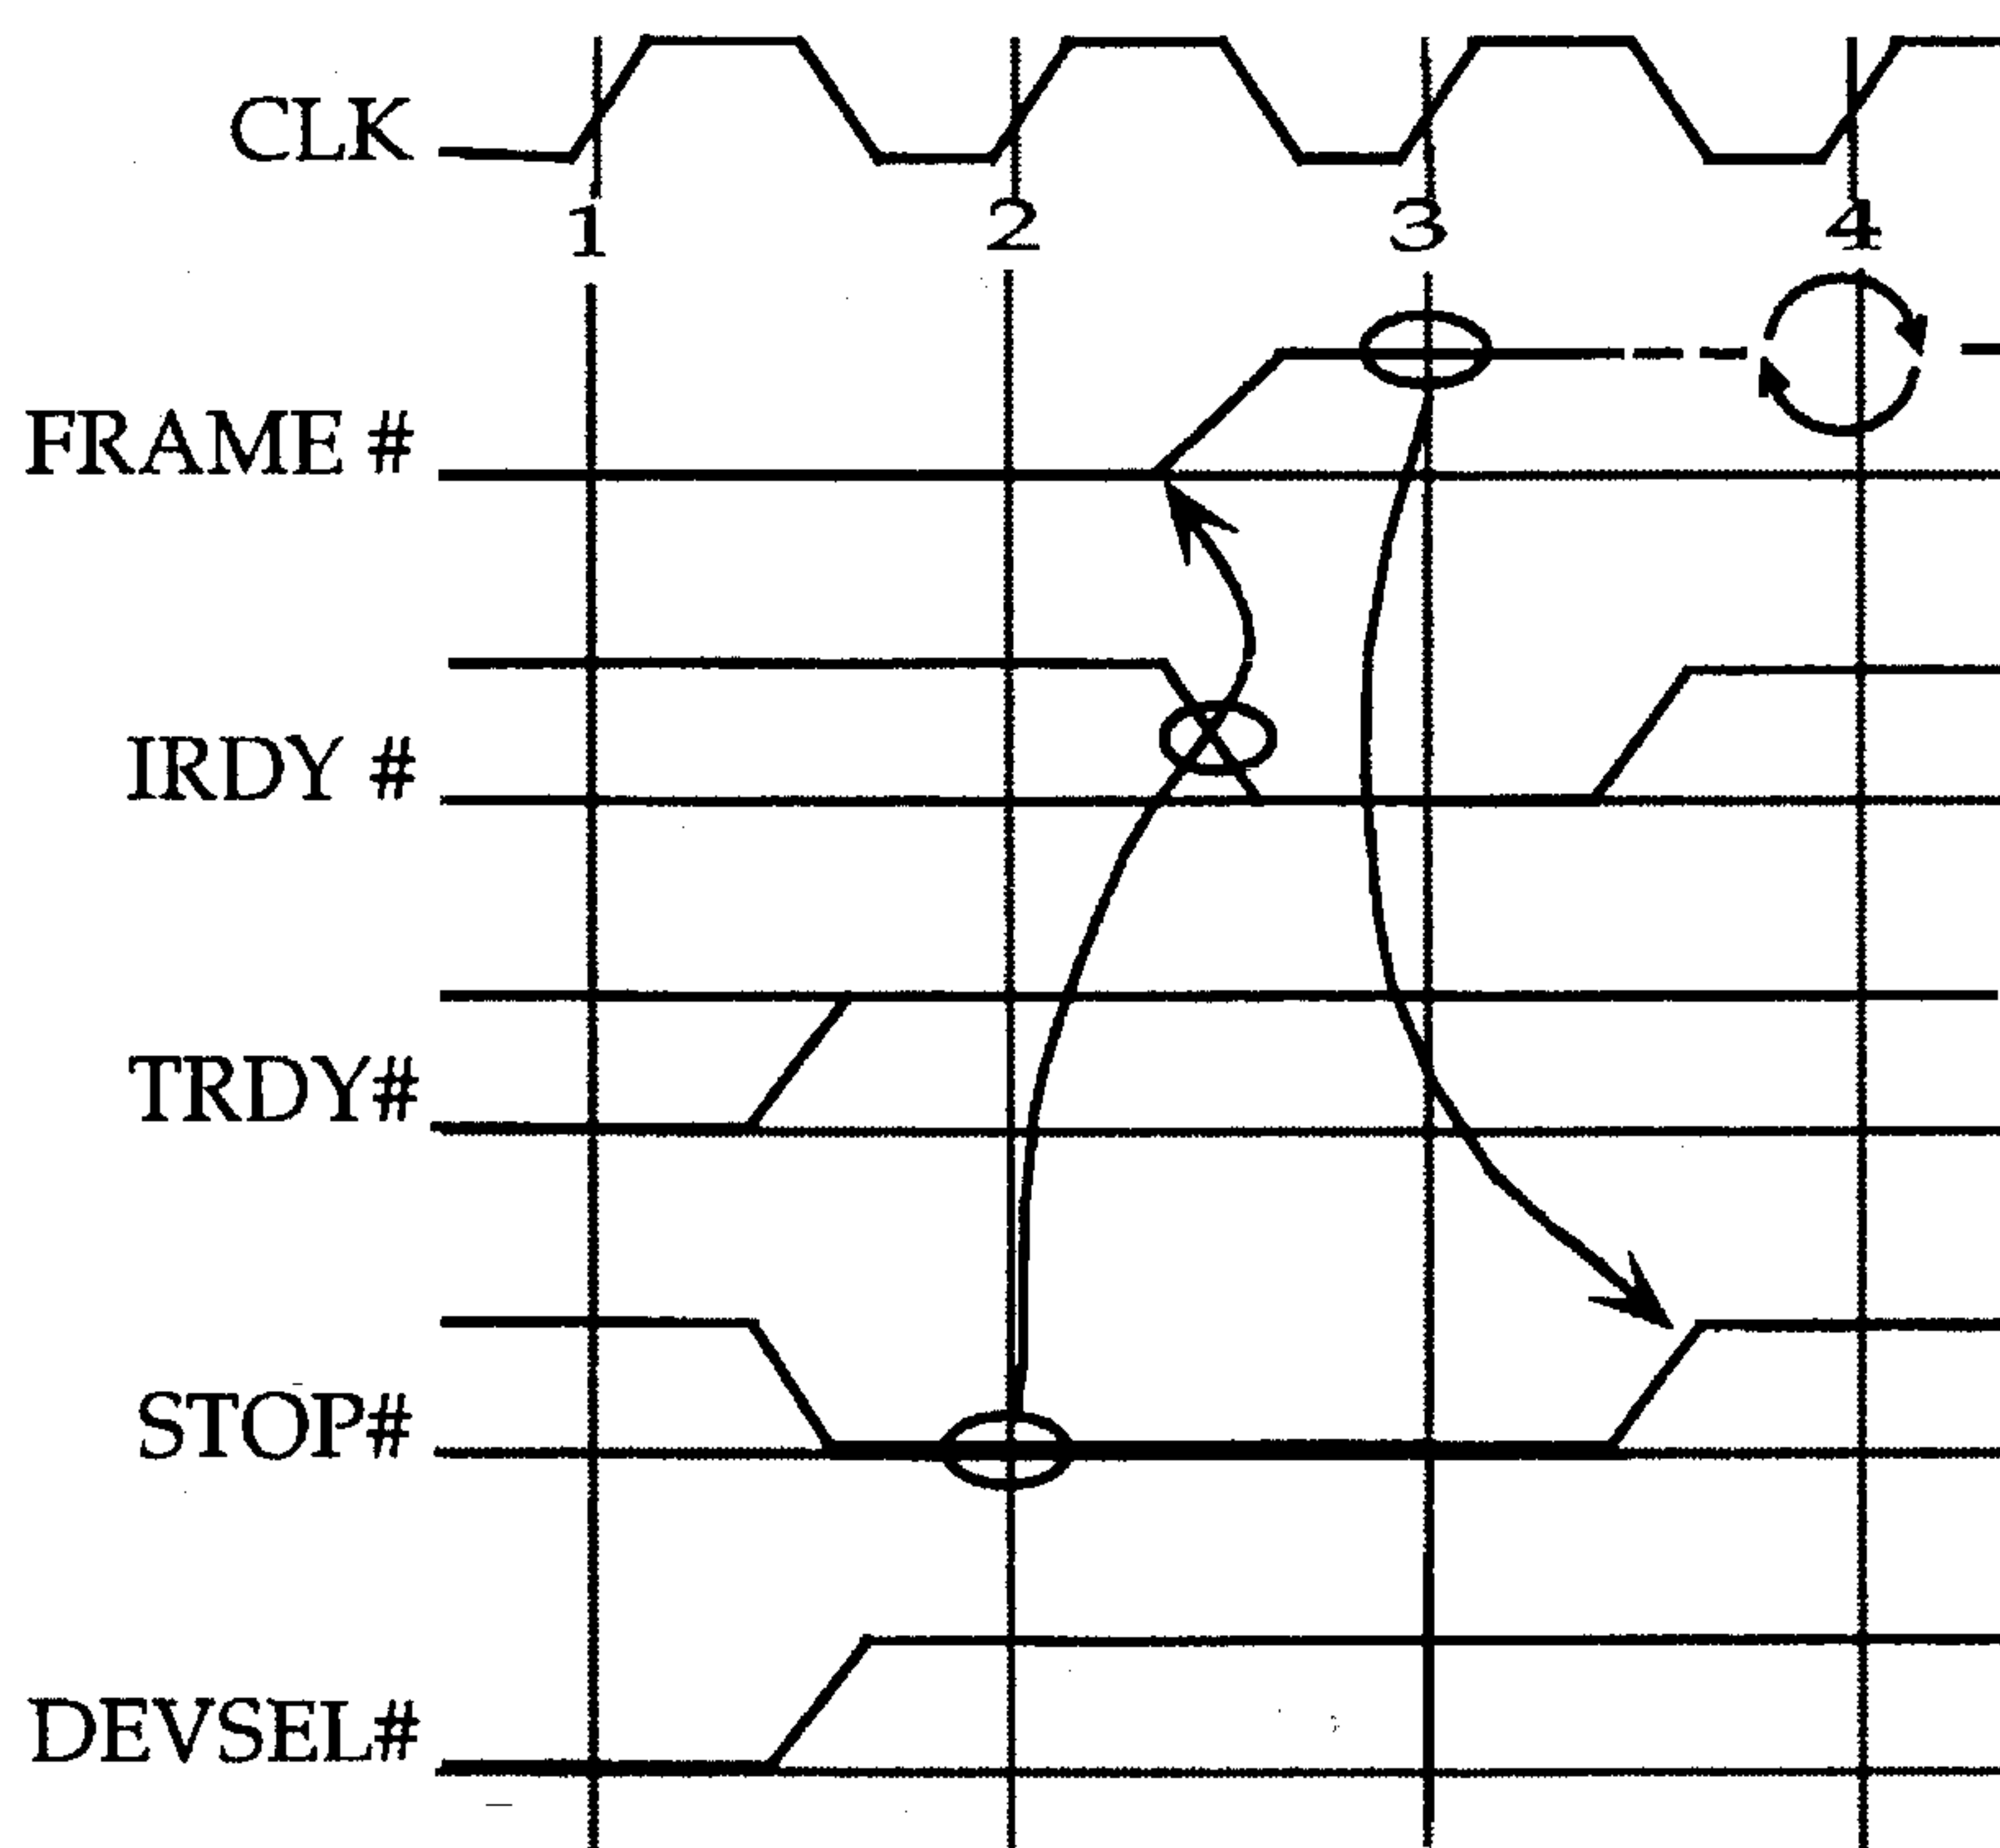 CLK
1 2 3 4
FRAME #
IRDY #
TRDY#
STOP#
DEVSEL#